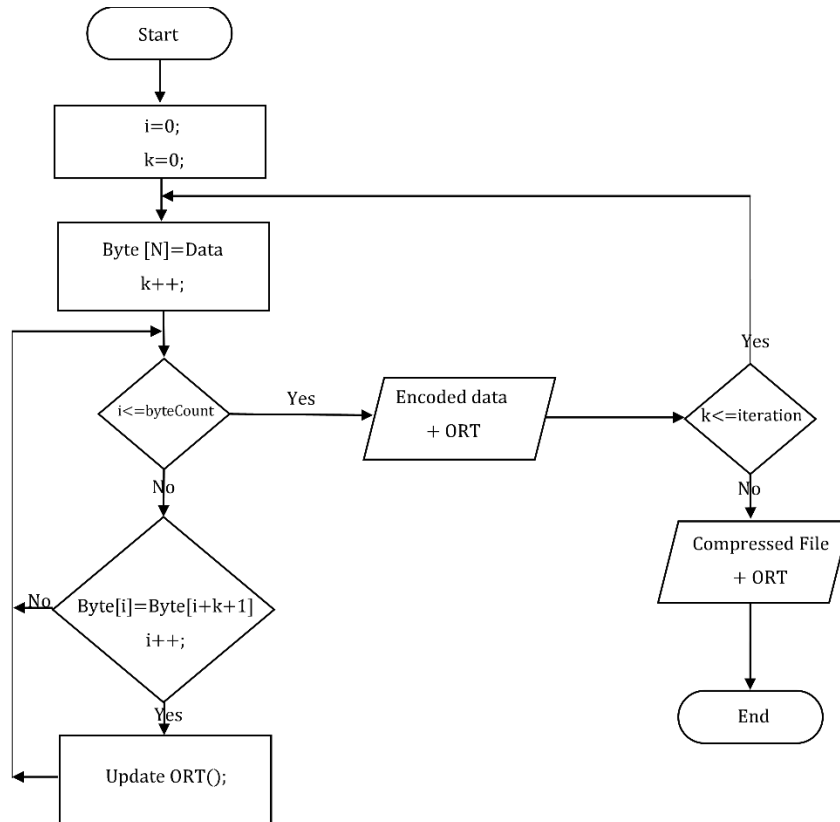 Start
i=0;
k=0;
Byte [N]=Data
k++;
i<=byteCount
Yes
Encoded data
+ ORT
Yes
k<=iteration
No
No
Compressed File
+ ORT
No
Byte[i]=Byte[i+k+1]
i++;
Yes
Update ORT();
End